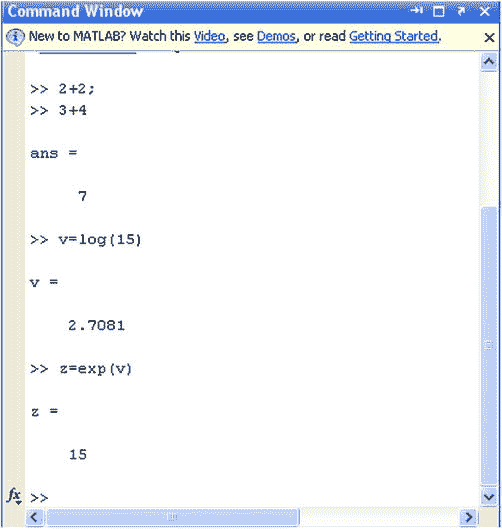 Command Window
New to MATLAB? Watch this Video, see Demos, or read Getting Started.
>> 2+2;
>> 3+4
ans =
7
>> v=log(15)
v =
2.7081
>> z=exp(v)
z =
15
fx >>